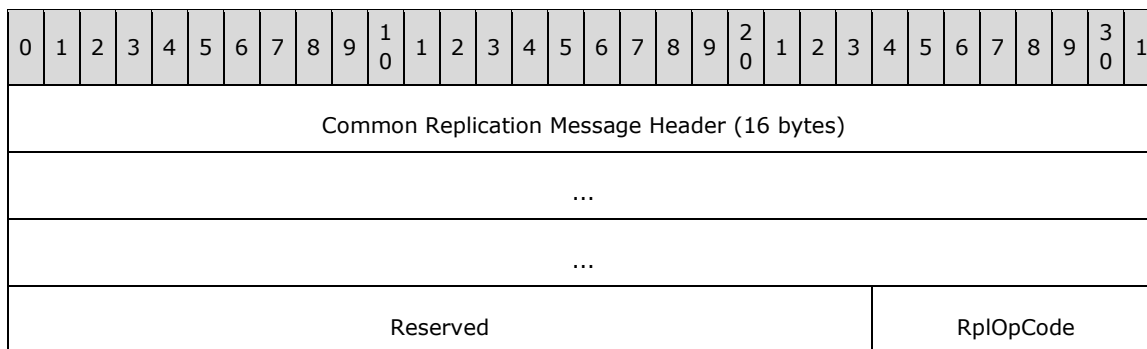 0 1 2 3 4 5 6 7 8 9 1 0 1 2 3 4 5 6 7 8 9 2 0 1 2 3 4 5 6 7 8 9 3 0 1
Common Replication Message Header (16 bytes)
...
...
Reserved RplOpCode